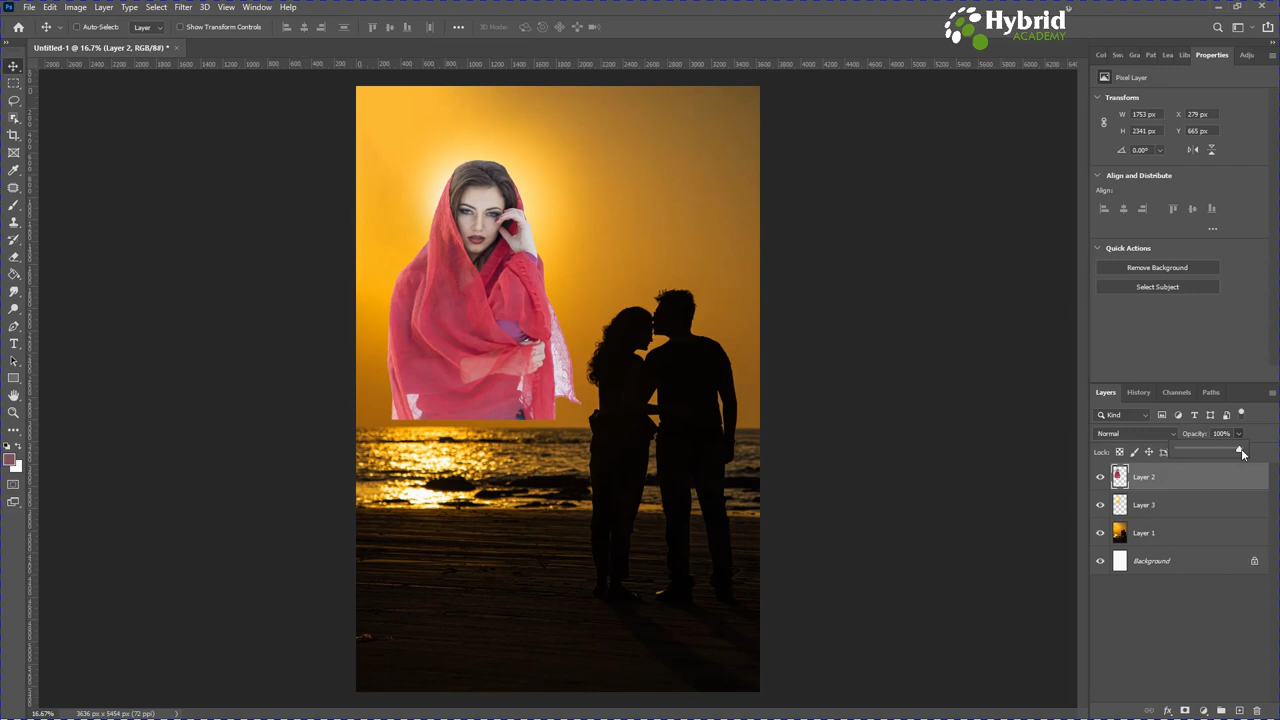 File Edit Image Layer Type Select Filter 3D View Window Help
Hybrid
ACADEMY
Auto-Select: Layer Show Transform Controls 3D Mode:
Untitled-1 @ 16.7% (Layer 2, RGB/8#) *
Col Swa Gra Pat Lea Lib Properties Adju
Pixel Layer
Transform
W 1753 px X 279 px
H 2341 px Y 665 px
0.00°
Align and Distribute
Align:
Quick Actions
Remove Background
Select Subject
Layers History Channels Paths
Kind
Normal Opacity: 100%
Lock:
Layer 2
Layer 3
Layer 1
Background
16.67% 3636 px x 5454 px (72 ppi)